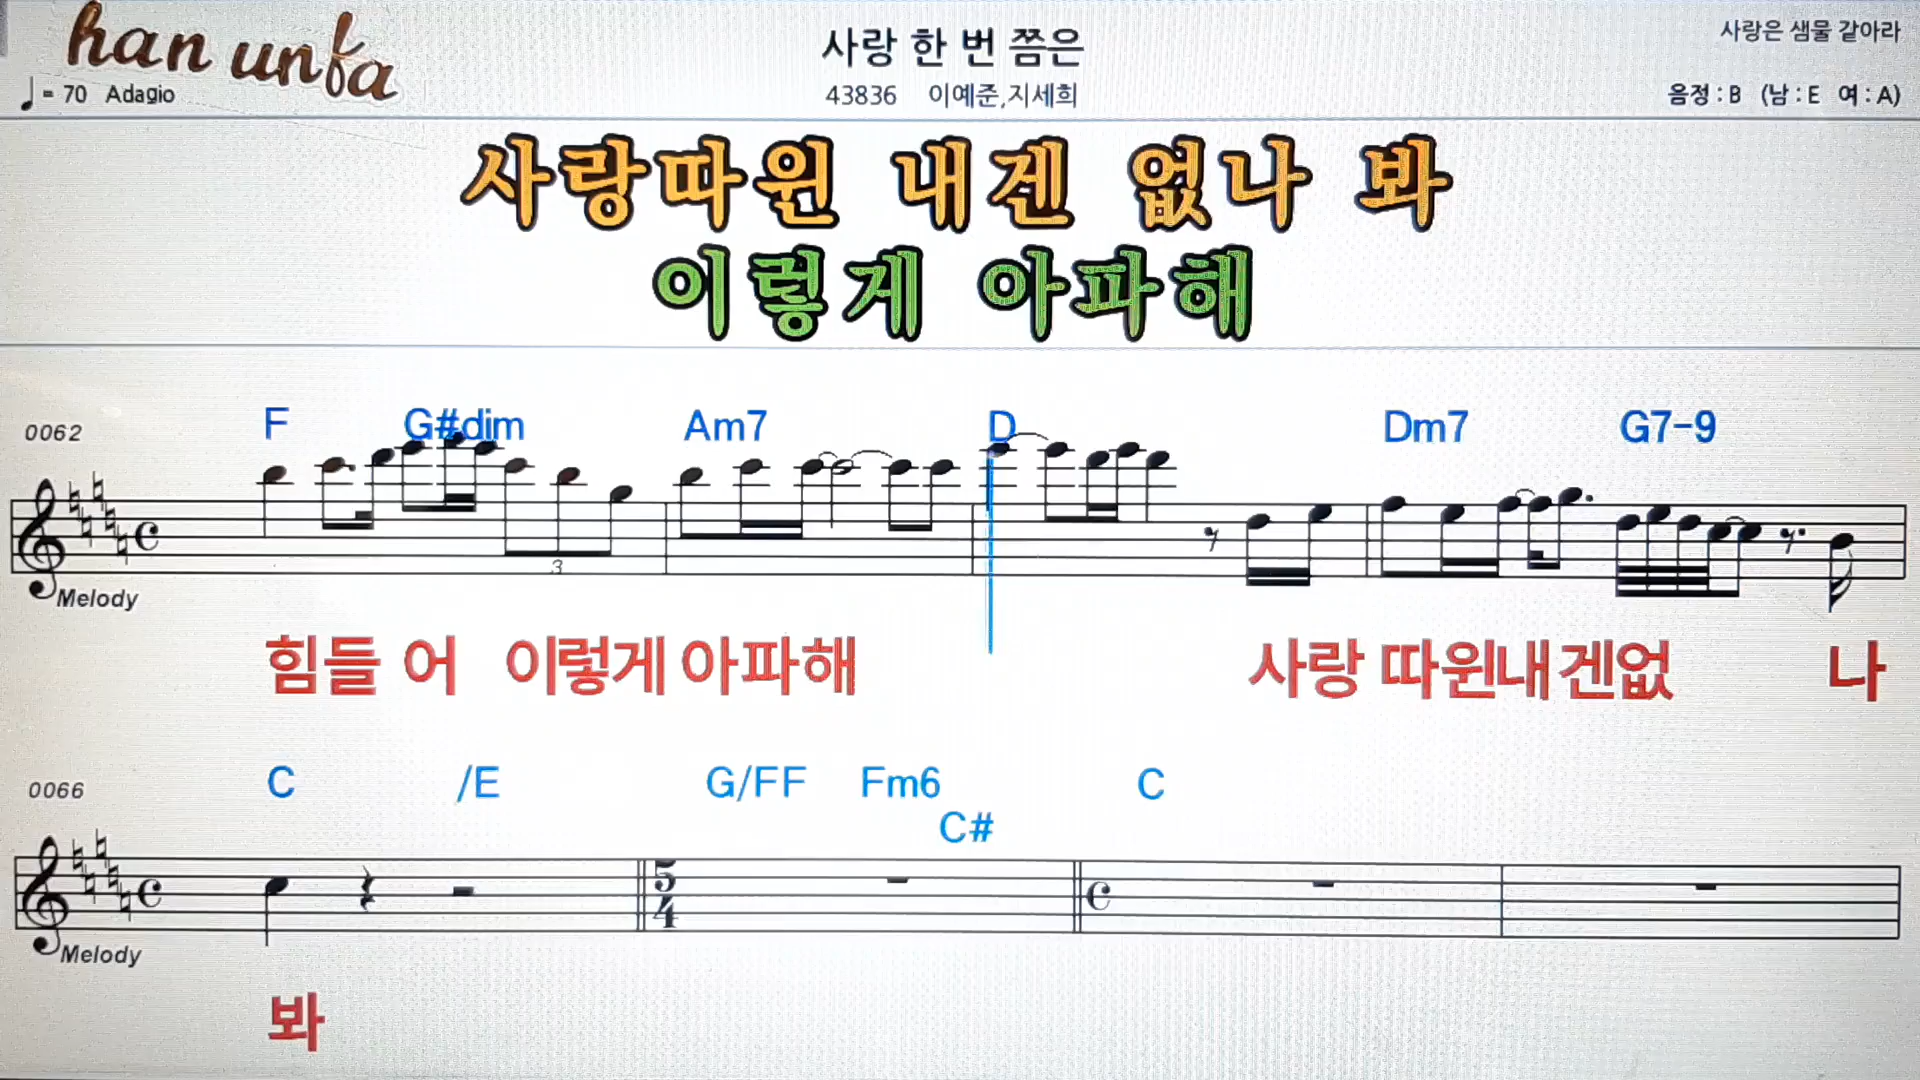 han unfa
♩= 70 Adagio
사랑 한 번 쯤은
43836 이예준,지세희
사랑은 샘물 같아라
음정 : B (남 : E 여 : A)
사랑따윈 내겐 없나 봐
이렇게 아파해
0062
F G#dim Am7 D Dm7 G7-9
3
Melody
힘들 어 이렇게 아파해 사랑 따윈내겐없 나
0066
C /E G/FF Fm6 C
C#
5
4
Melody
봐